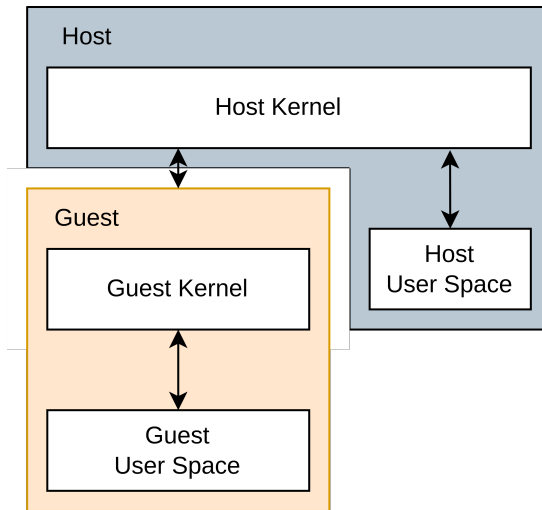 Host
Host Kernel
Guest
Guest Kernel
Host
User Space
Guest
User Space